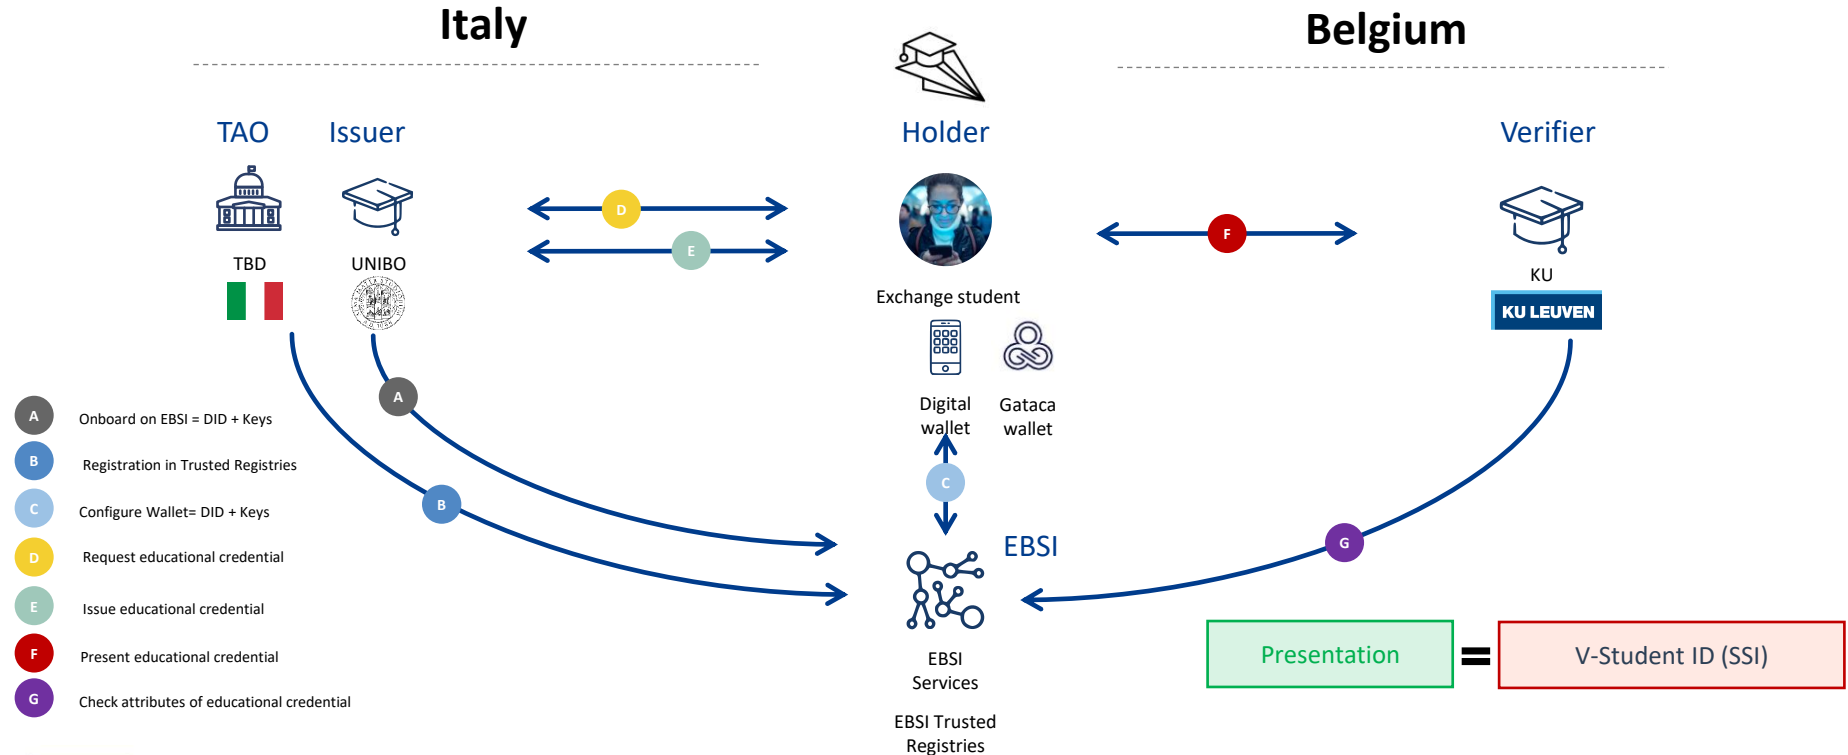 Italy
Belgium
TAO
Issuer
Holder
Verifier
D
E
F
TBD
UNIBO
KU
KU LEUVEN
Exchange student
Digital
wallet
Gataca
wallet
A
B
C
G
EBSI
EBSI
Services
EBSI Trusted
Registries
A Onboard on EBSI = DID + Keys
B Registration in Trusted Registries
C Configure Wallet= DID + Keys
D Request educational credential
E Issue educational credential
F Present educational credential
G Check attributes of educational credential
Presentation = V-Student ID (SSI)